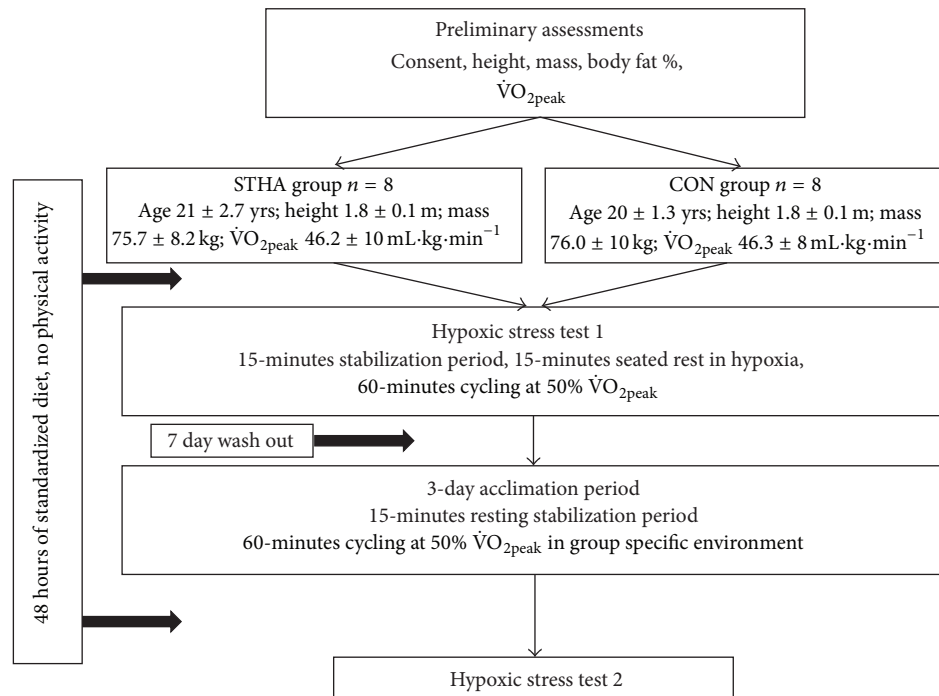 Preliminary assessments
Consent, height, mass, body fat %,
V̇O₂peak
STHA group n = 8
Age 21 ± 2.7 yrs; height 1.8 ± 0.1 m; mass
75.7 ± 8.2 kg; V̇O₂peak 46.2 ± 10 mL·kg·min⁻¹
CON group n = 8
Age 20 ± 1.3 yrs; height 1.8 ± 0.1 m; mass
76.0 ± 10 kg; V̇O₂peak 46.3 ± 8 mL·kg·min⁻¹
48 hours of standardized diet, no physical activity
Hypoxic stress test 1
15-minutes stabilization period, 15-minutes seated rest in hypoxia,
60-minutes cycling at 50% V̇O₂peak
7 day wash out
3-day acclimation period
15-minutes resting stabilization period
60-minutes cycling at 50% V̇O₂peak in group specific environment
Hypoxic stress test 2